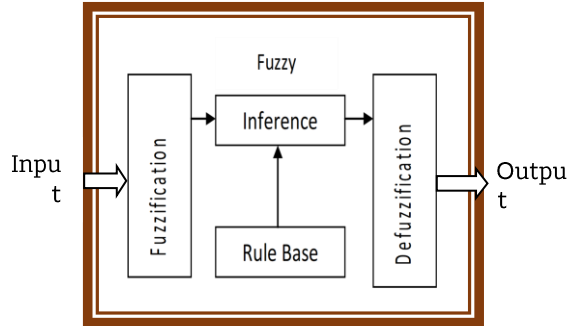 Fuzzy
Inpu
t
Fuzzification
Inference
Rule Base
Defuzzification
Outpu
t